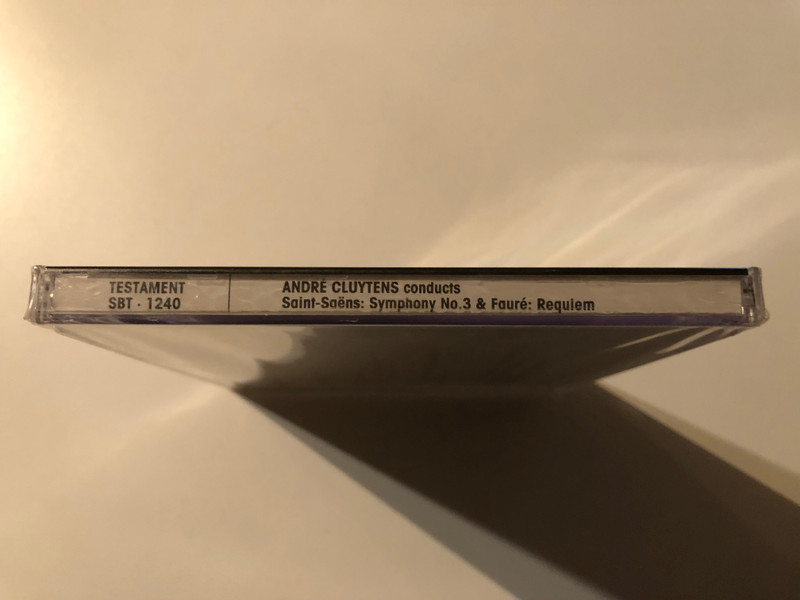 TESTAMENT
SBT · 1240
ANDRÉ CLUYTENS conducts
Saint-Saëns: Symphony No.3 & Fauré: Requiem